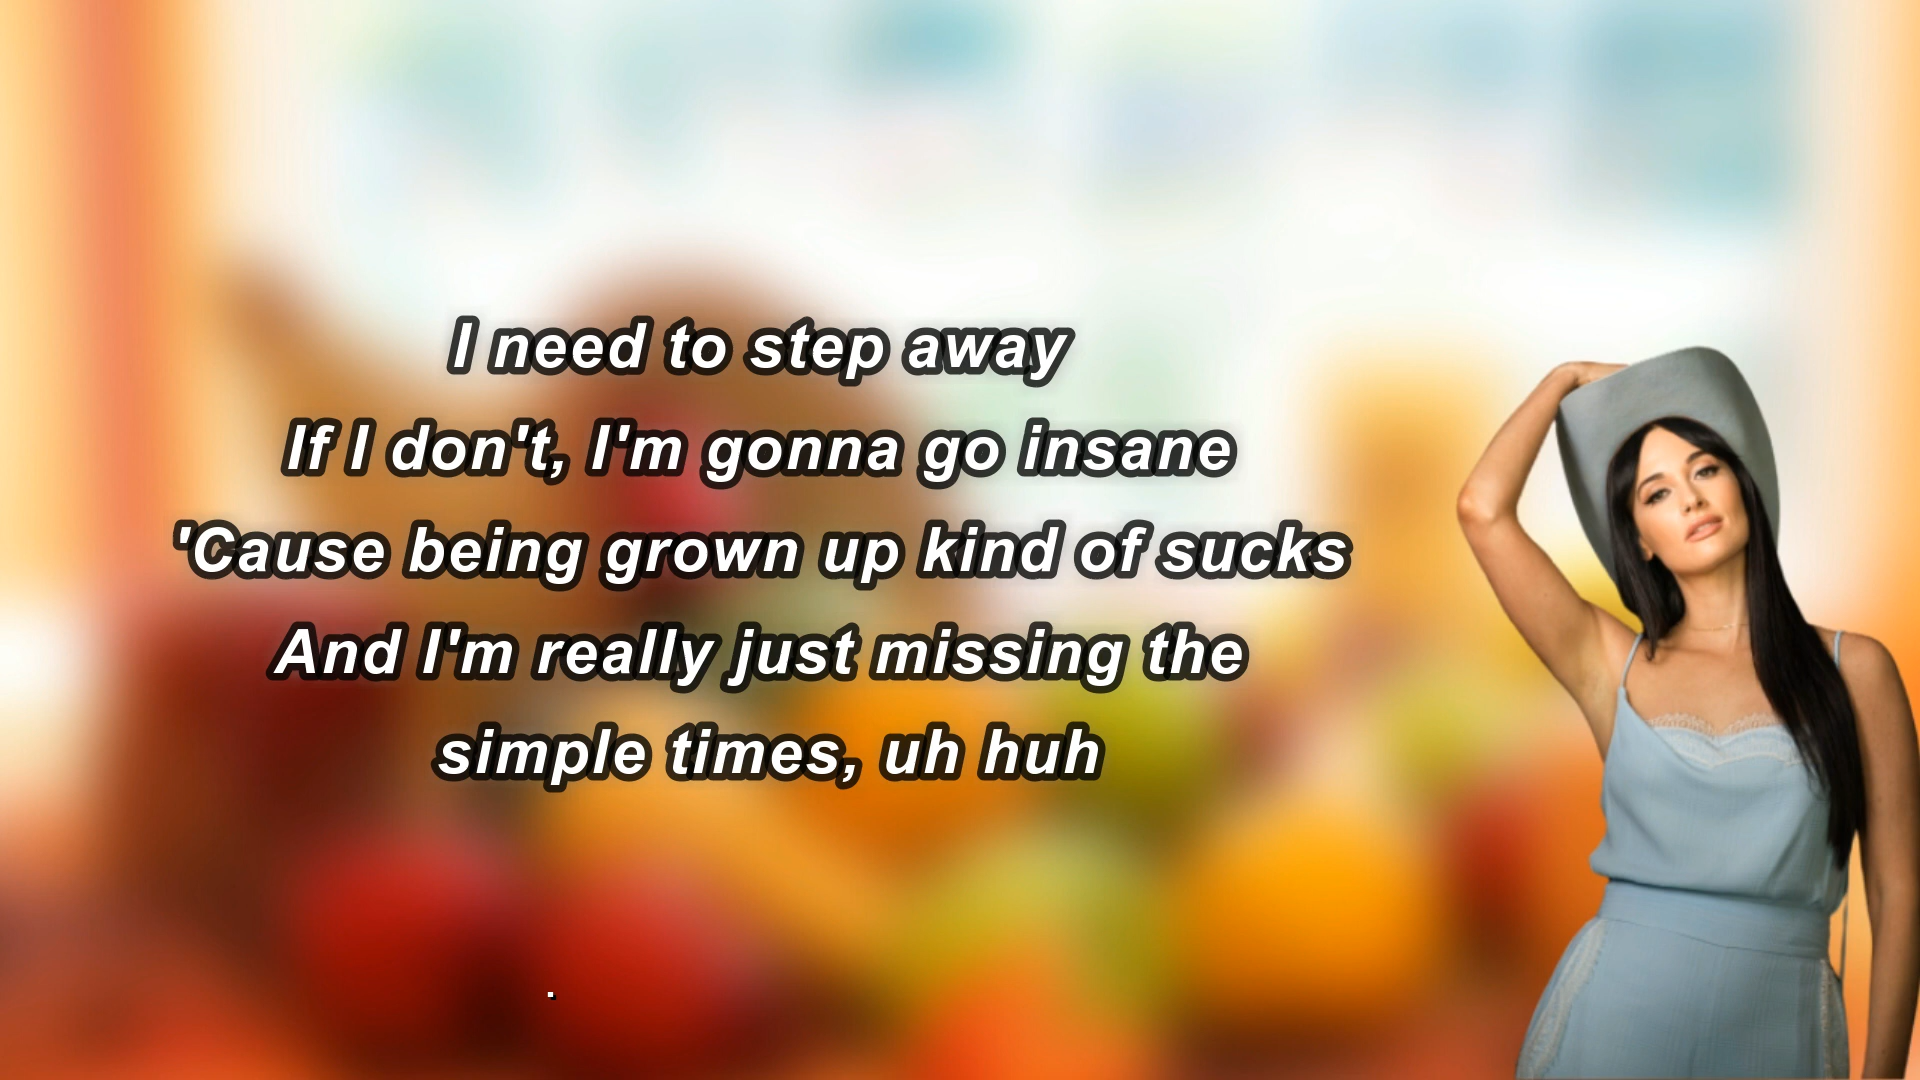 I need to step away
If I don't, I'm gonna go insane
'Cause being grown up kind of sucks
And I'm really just missing the
simple times, uh huh
.